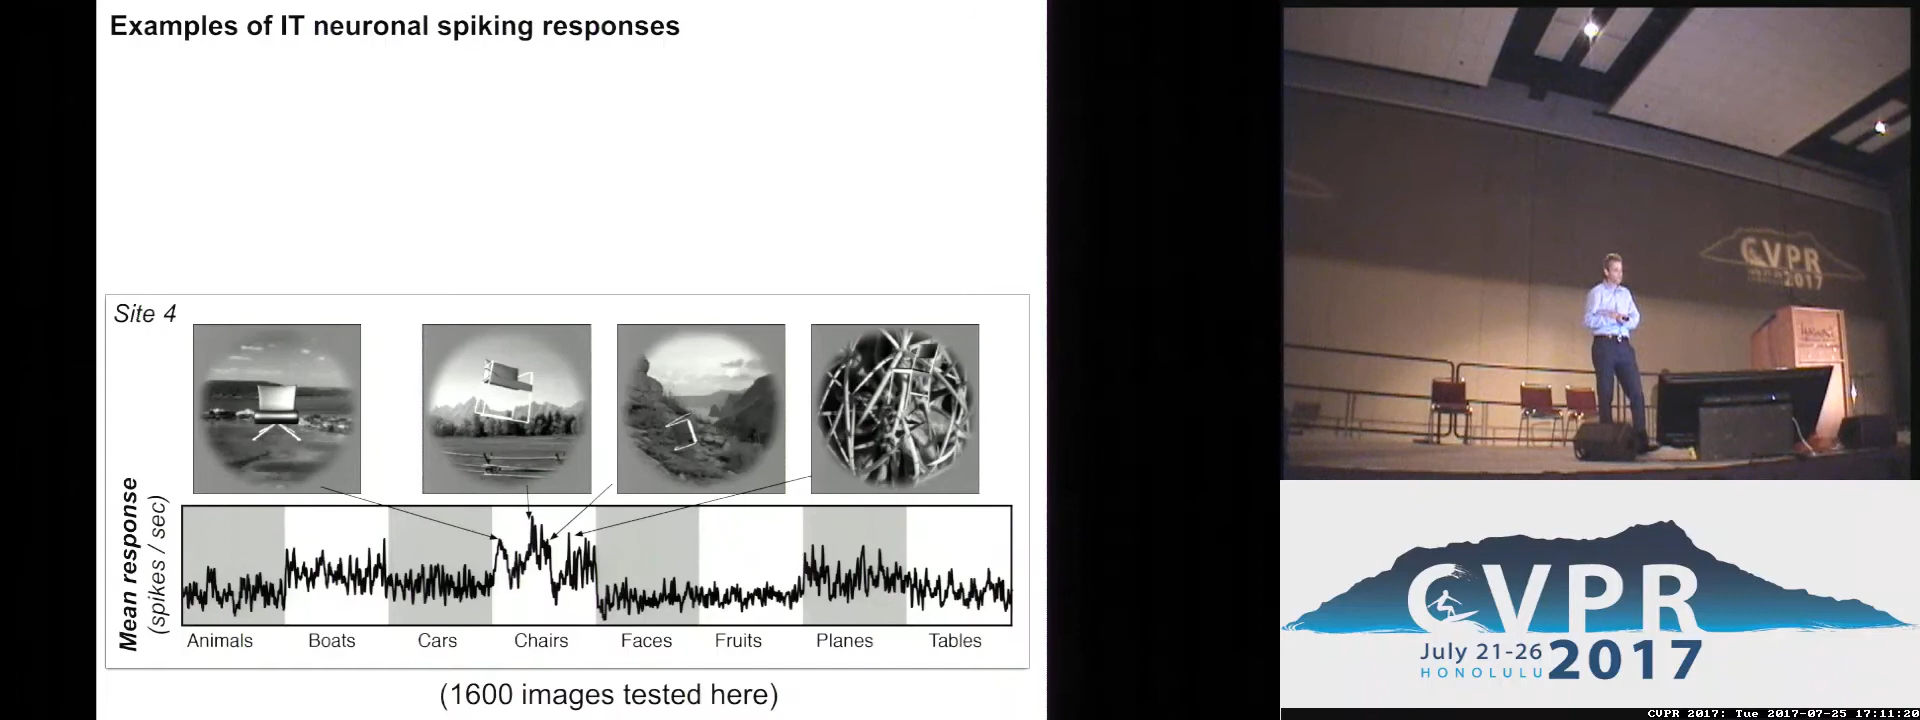 Examples of IT neuronal spiking responses
Site 4
Mean response
(spikes / sec)
Animals Boats Cars Chairs Faces Fruits Planes Tables
(1600 images tested here)
CVPR
2017
CVPR
July 21-26
HONOLULU
2017
CVPR 2017: Tue 2017-07-25 17:11:20